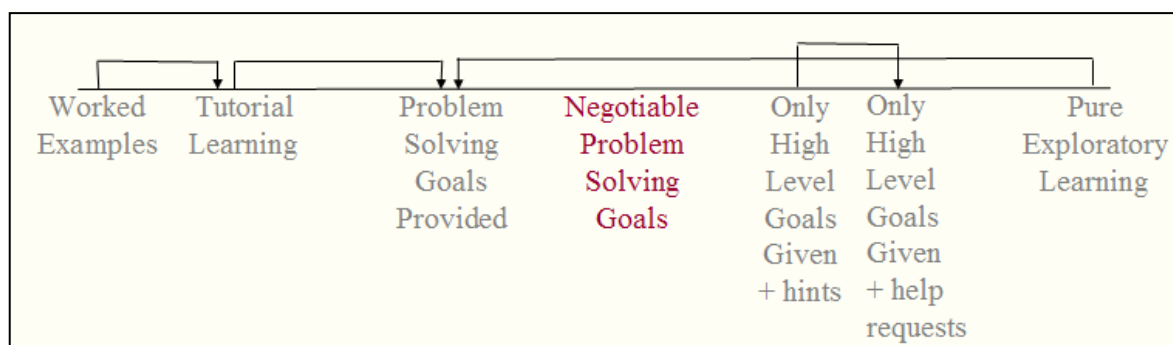 Worked
Examples
Tutorial
Learning
Problem
Solving
Goals
Provided
Negotiable
Problem
Solving
Goals
Only
High
Level
Goals
Given
+ hints
Only
High
Level
Goals
Given
+ help
requests
Pure
Exploratory
Learning